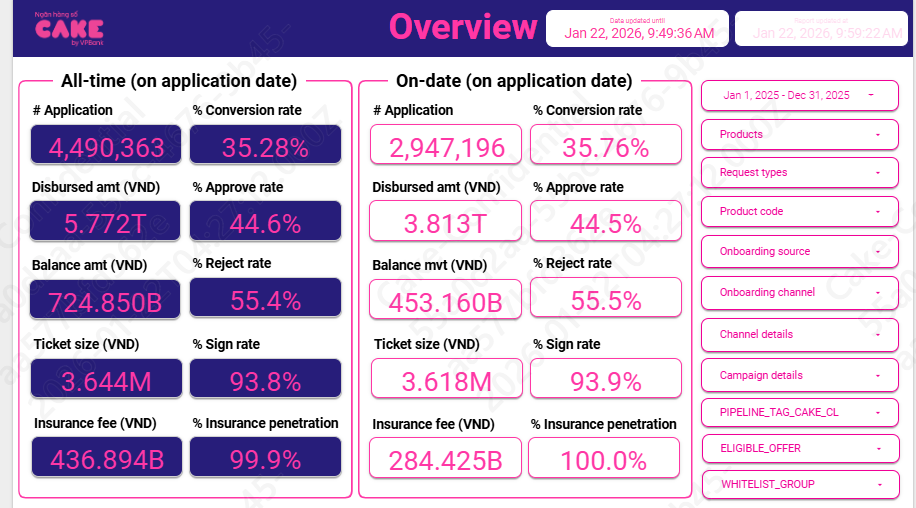 Ngân hàng số
CAKE
by VPBank
Overview
Data updated until
Jan 22, 2026, 9:49:36 AM
Report updated at
Jan 22, 2026, 9:59:22 AM
All-time (on application date)
# Application
% Conversion rate
4,490,363
35.28%
Disbursed amt (VND)
% Approve rate
5.772T
44.6%
Balance amt (VND)
% Reject rate
724.850B
55.4%
Ticket size (VND)
% Sign rate
3.644M
93.8%
Insurance fee (VND)
% Insurance penetration
436.894B
99.9%
On-date (on application date)
# Application
% Conversion rate
2,947,196
35.76%
Disbursed amt (VND)
% Approve rate
3.813T
44.5%
Balance mvt (VND)
% Reject rate
453.160B
55.5%
Ticket size (VND)
% Sign rate
3.618M
93.9%
Insurance fee (VND)
% Insurance penetration
284.425B
100.0%
Jan 1, 2025 - Dec 31, 2025
Products
Request types
Product code
Onboarding source
Onboarding channel
Channel details
Campaign details
PIPELINE_TAG_CAKE_CL
ELIGIBLE_OFFER
WHITELIST_GROUP